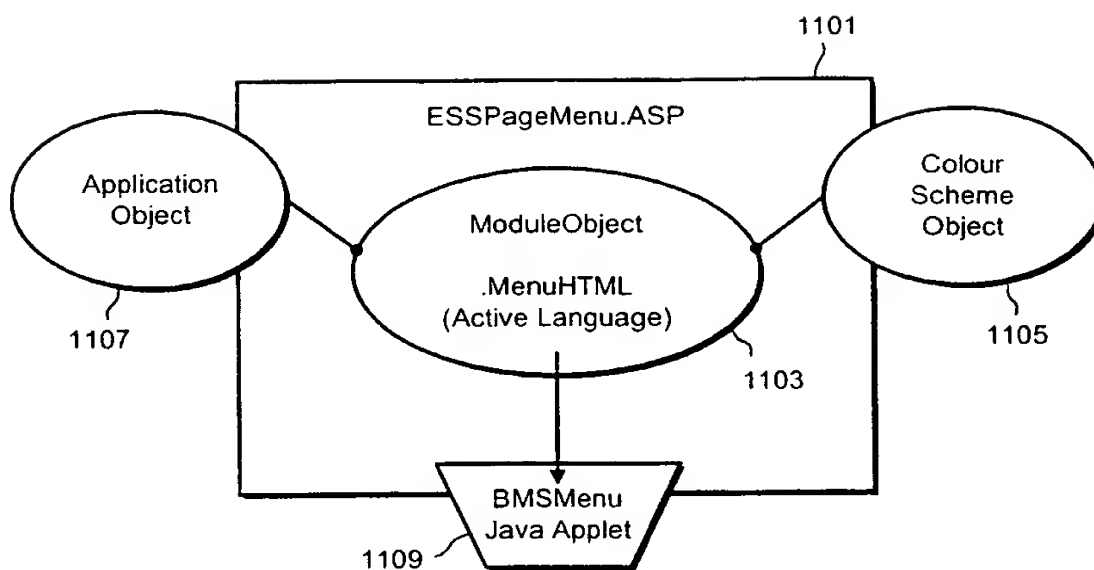 1101
ESSPageMenu.ASP
Application
Object
Colour
Scheme
Object
ModuleObject
.MenuHTML
(Active Language)
1107
1105
1103
BMSMenu
Java Applet
1109